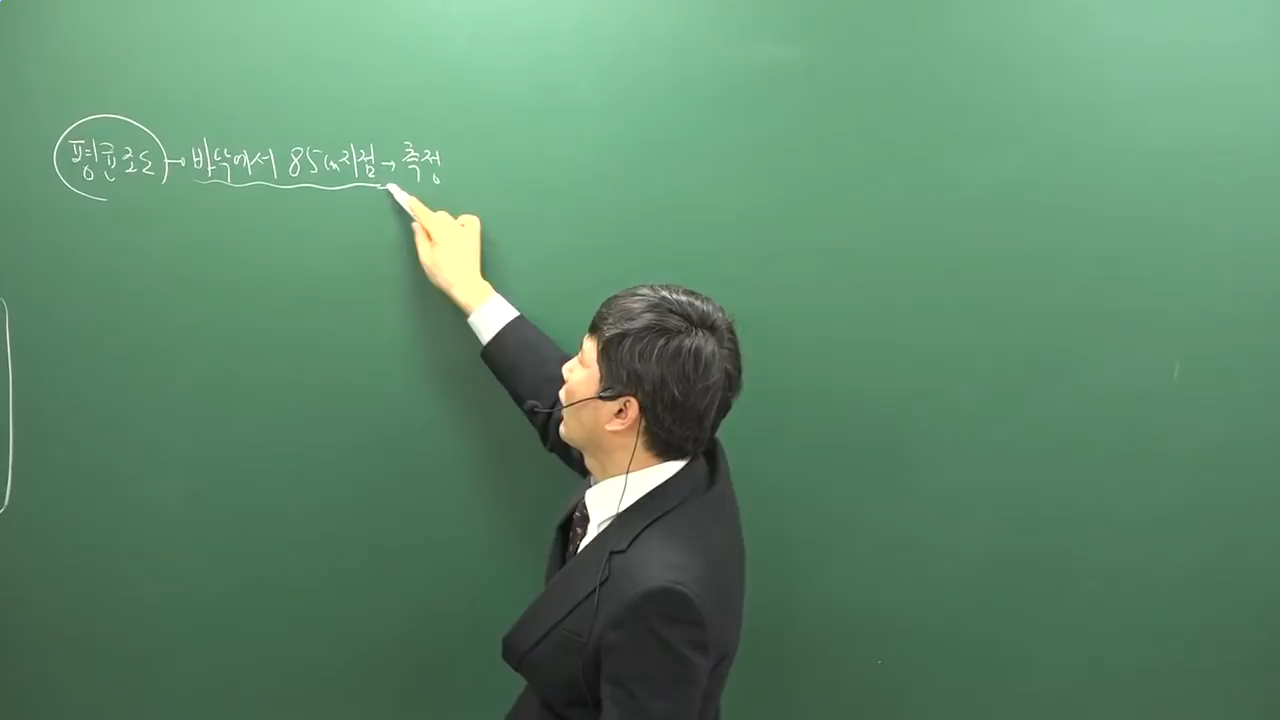 평균조도 → 바닥에서 85cm지점 → 측정